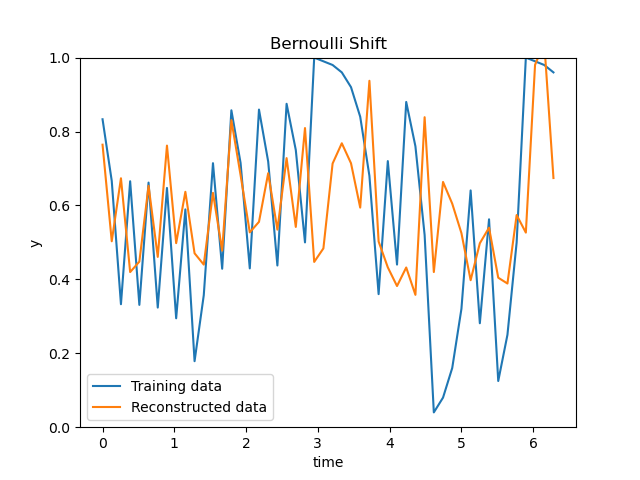 Bernoulli Shift
1.0
0.8
0.6
0.4
0.2
0.0
y
Training data
Reconstructed data
0 1 2 3 4 5 6
time